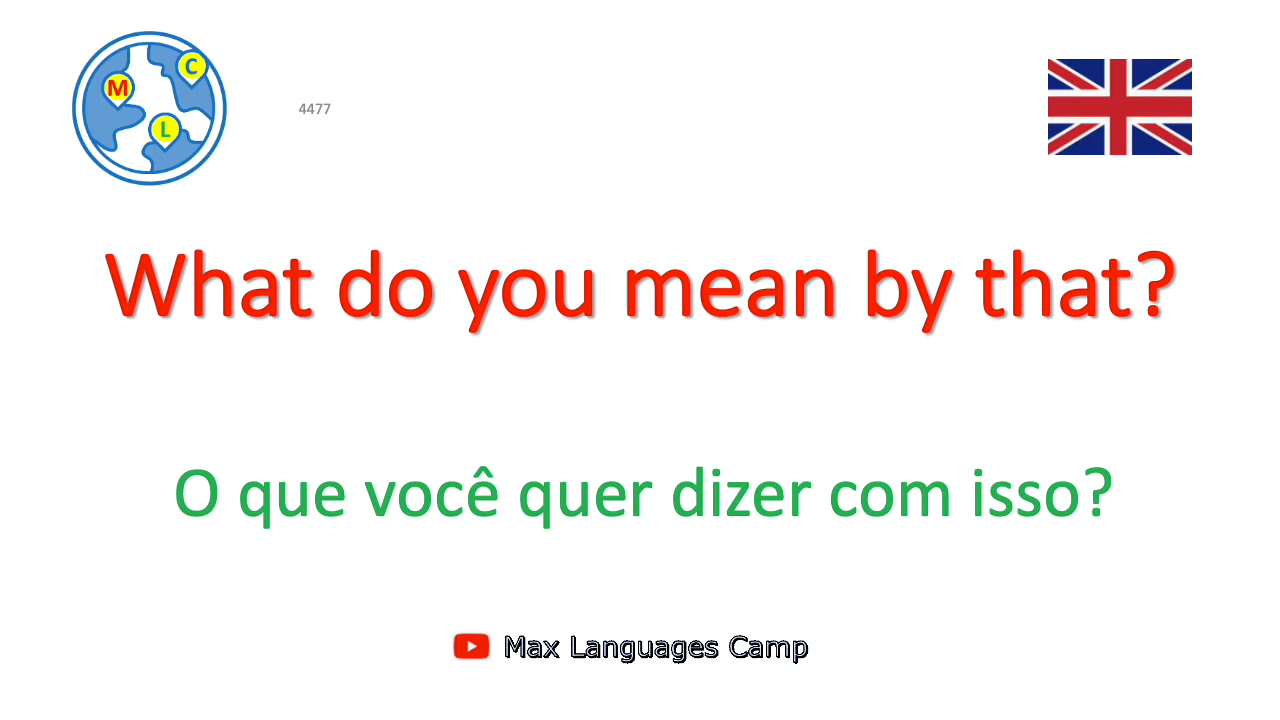 M
C
L
4477
What do you mean by that?
O que você quer dizer com isso?
Max Languages Camp